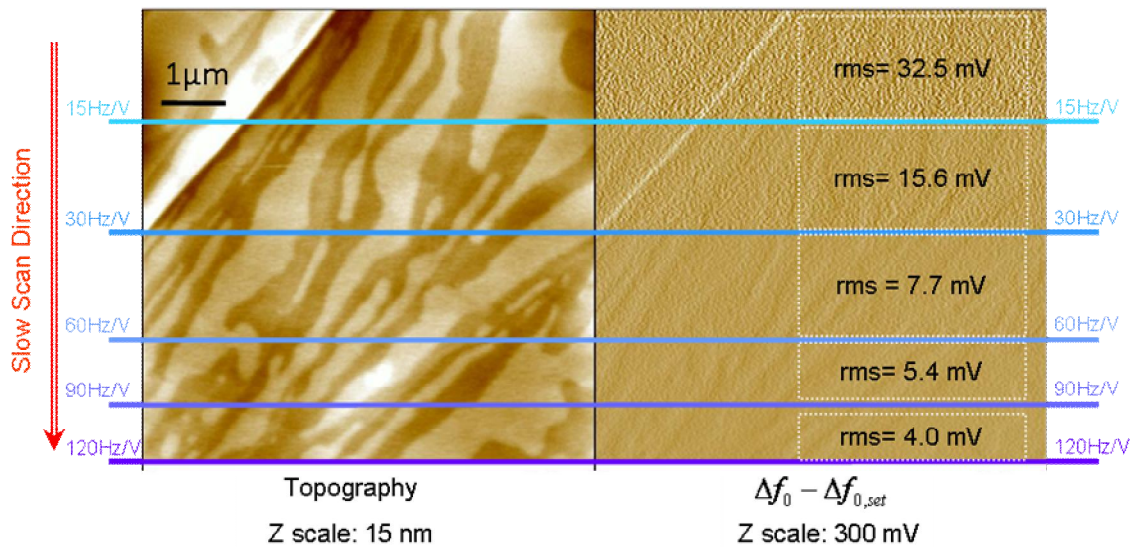 Slow Scan Direction
1μm
rms= 32.5 mV
15Hz/V
15Hz/V
rms= 15.6 mV
30Hz/V
30Hz/V
rms = 7.7 mV
60Hz/V
60Hz/V
rms= 5.4 mV
90Hz/V
90Hz/V
rms= 4.0 mV
120Hz/V
120Hz/V
Topography
Δf₀ − Δf₀,set
Z scale: 15 nm
Z scale: 300 mV